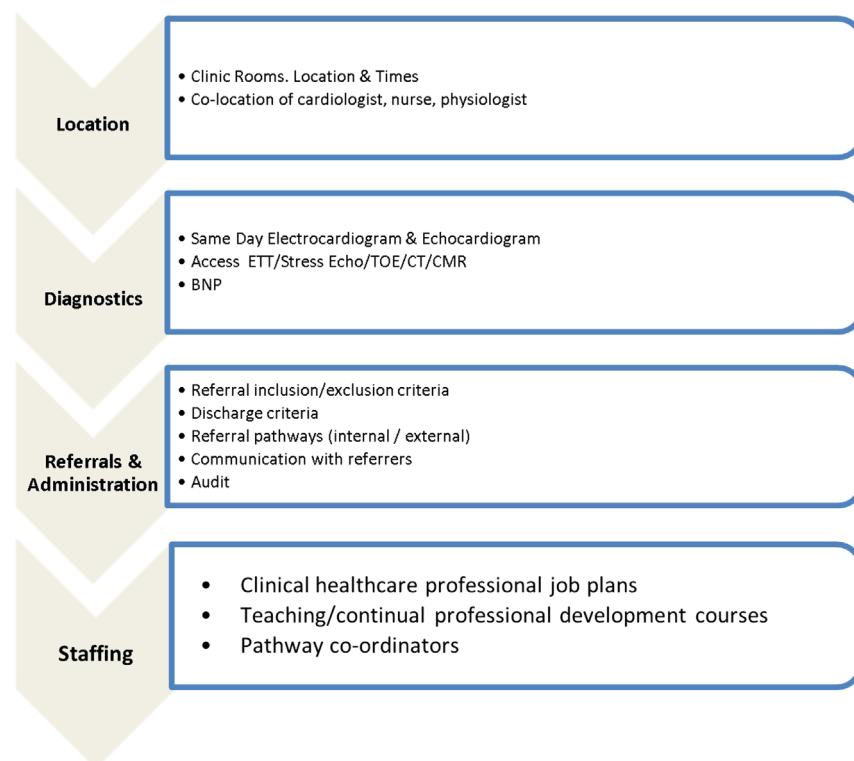 Location
• Clinic Rooms. Location & Times
• Co-location of cardiologist, nurse, physiologist
Diagnostics
• Same Day Electrocardiogram & Echocardiogram
• Access ETT/Stress Echo/TOE/CT/CMR
• BNP
Referrals &
Administration
• Referral inclusion/exclusion criteria
• Discharge criteria
• Referral pathways (internal / external)
• Communication with referrers
• Audit
Staffing
• Clinical healthcare professional job plans
• Teaching/continual professional development courses
• Pathway co-ordinators